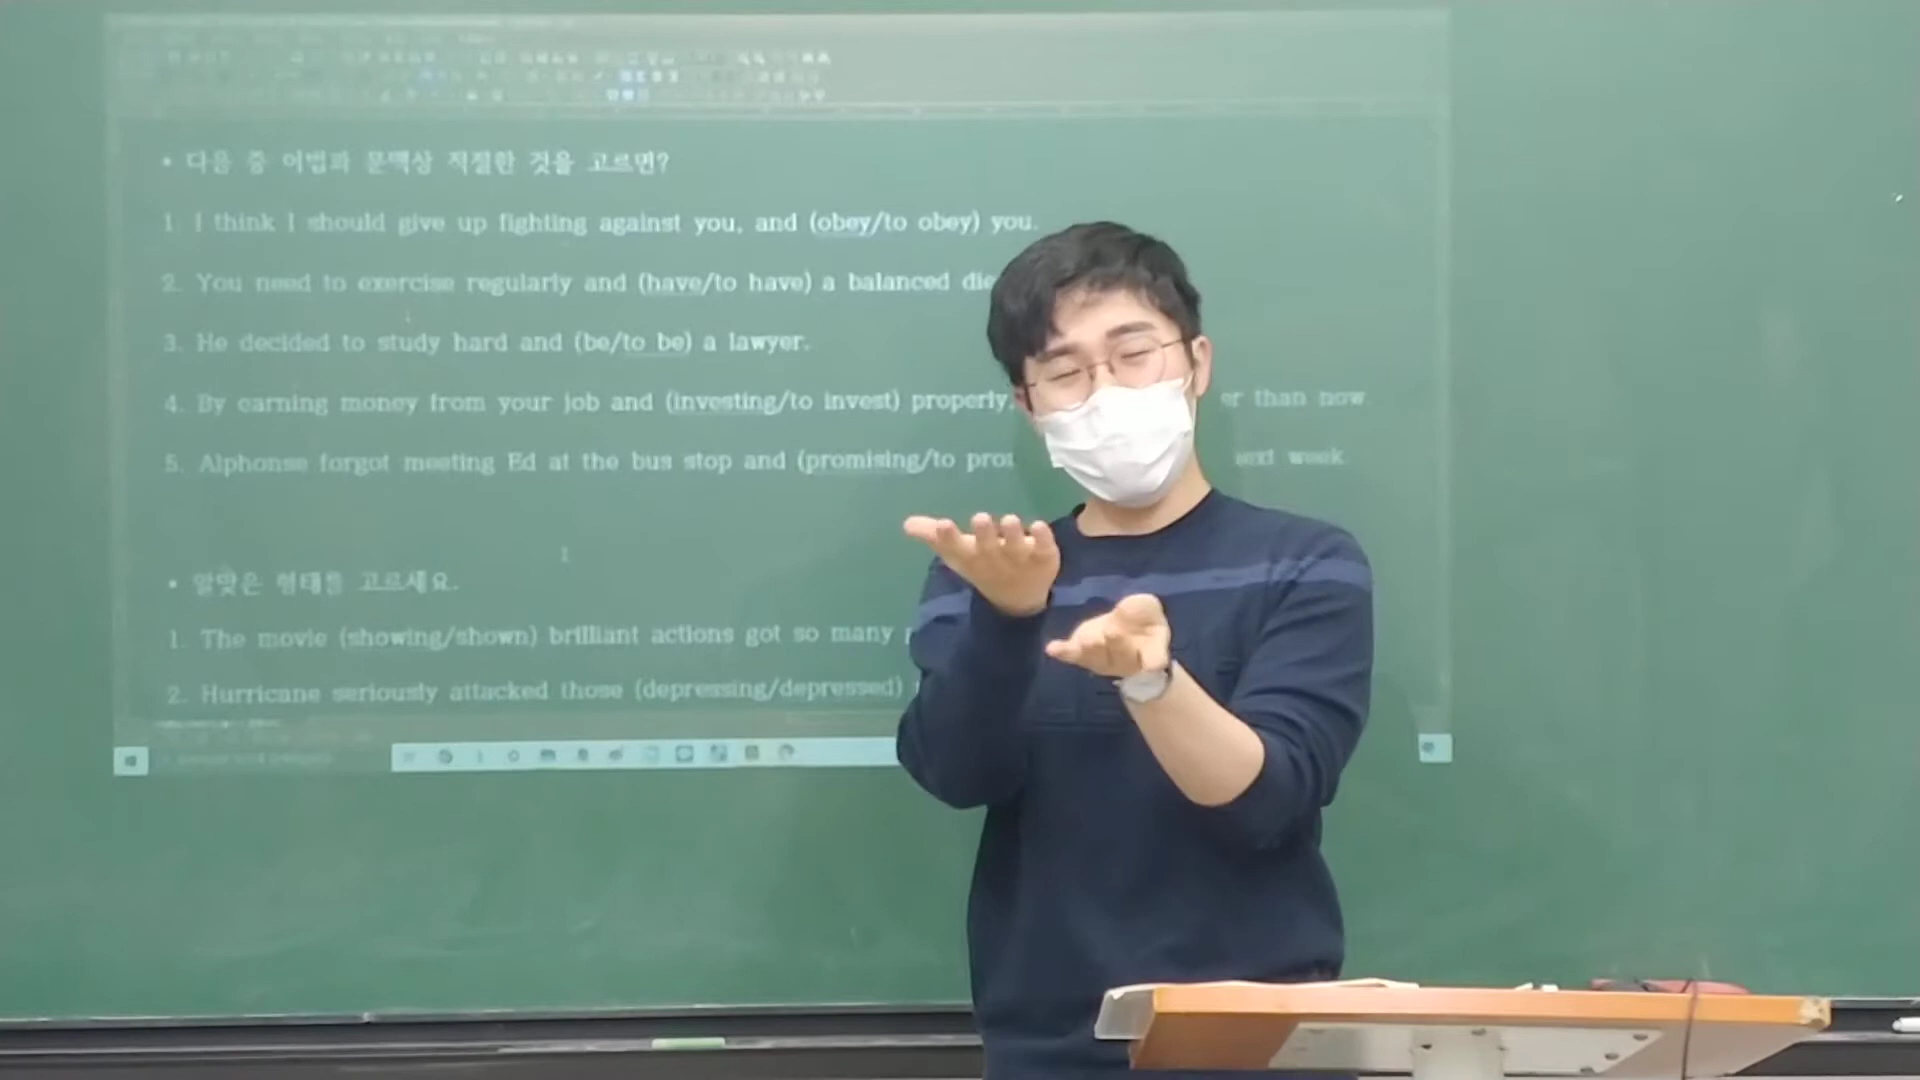 • 다음 중 어법과 문맥상 적절한 것을 고르면?
1. I think I should give up fighting against you, and (obey/to obey) you.
2. You need to exercise regularly and (have/to have) a balanced die
3. He decided to study hard and (be/to be) a lawyer.
4. By earning money from your job and (investing/to invest) properly, er than now
5. Alphonse forgot meeting Ed at the bus stop and (promising/to pro next week.
• 알맞은 형태를 고르세요.
1. The movie (showing/shown) brilliant actions got so many
2. Hurricane seriously attacked those (depressing/depressed)